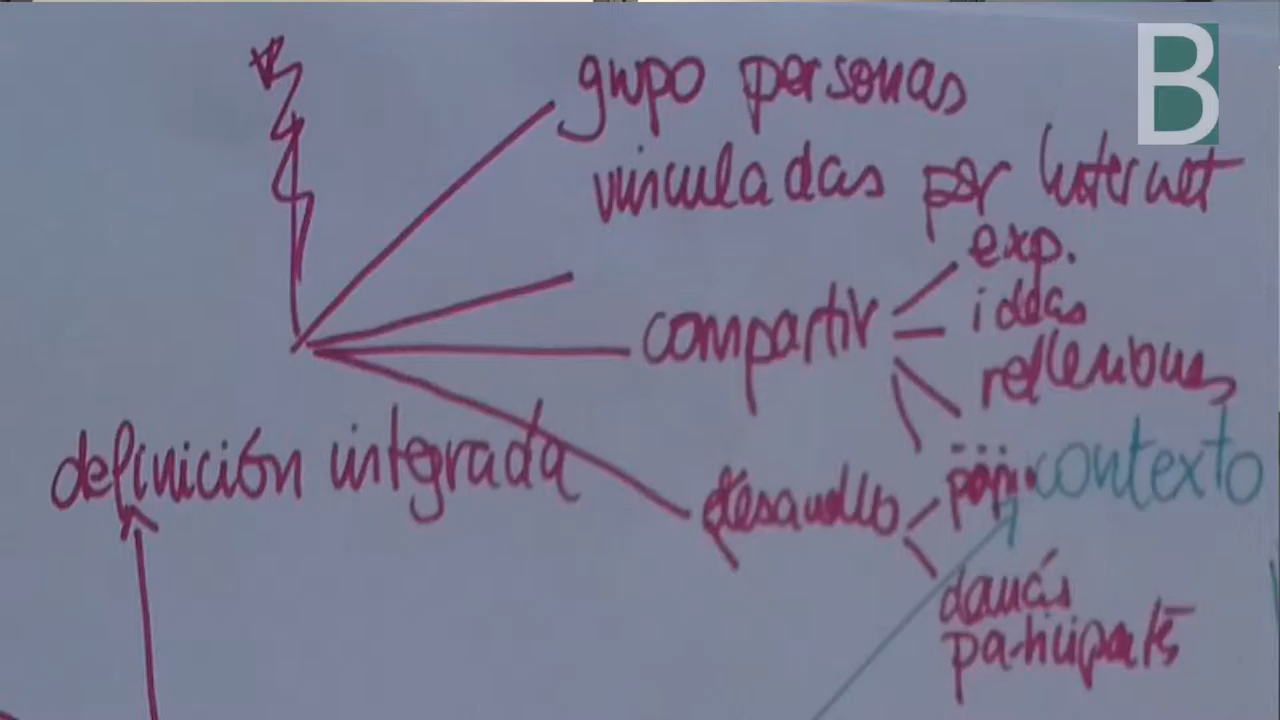 B
grupo personas
vinculadas por Internet
exp.
compartir
ideas
reflexiones
...
definición integrada
contexto
desarrollo
demás
participantes